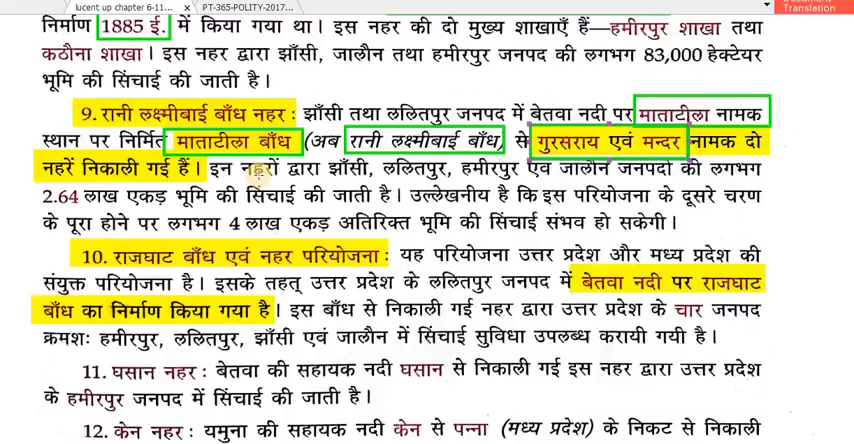 lucent up chapter 6-11...
PT-365-POLITY-2017...
Document
Translation
निर्माण 1885 ई. में किया गया था। इस नहर की दो मुख्य शाखाएँ हैं—हमीरपुर शाखा तथा
कठौना शाखा। इस नहर द्वारा झाँसी, जालौन तथा हमीरपुर जनपद की लगभग 83,000 हेक्टेयर
भूमि की सिंचाई की जाती है।
9. रानी लक्ष्मीबाई बाँध नहर: झाँसी तथा ललितपुर जनपद में बेतवा नदी पर माताटीला नामक
स्थान पर निर्मित माताटीला बाँध (अब रानी लक्ष्मीबाई बाँध) से गुरसराय एवं मन्दर नामक दो
नहरें निकाली गई हैं। इन नहरों द्वारा झाँसी, ललितपुर, हमीरपुर एवं जालौन जनपदों की लगभग
2.64 लाख एकड़ भूमि की सिंचाई की जाती है। उल्लेखनीय है कि इस परियोजना के दूसरे चरण
के पूरा होने पर लगभग 4 लाख एकड़ अतिरिक्त भूमि की सिंचाई संभव हो सकेगी।
10. राजघाट बाँध एवं नहर परियोजना: यह परियोजना उत्तर प्रदेश और मध्य प्रदेश की
संयुक्त परियोजना है। इसके तहत् उत्तर प्रदेश के ललितपुर जनपद में बेतवा नदी पर राजघाट
बाँध का निर्माण किया गया है। इस बाँध से निकाली गई नहर द्वारा उत्तर प्रदेश के चार जनपद
क्रमशः हमीरपुर, ललितपुर, झाँसी एवं जालौन में सिंचाई सुविधा उपलब्ध करायी गयी है।
11. घसान नहर: बेतवा की सहायक नदी घसान से निकाली गई इस नहर द्वारा उत्तर प्रदेश
के हमीरपुर जनपद में सिंचाई की जाती है।
12. केन नहर: यमुना की सहायक नदी केन से पन्ना (मध्य प्रदेश) के निकट से निकाली